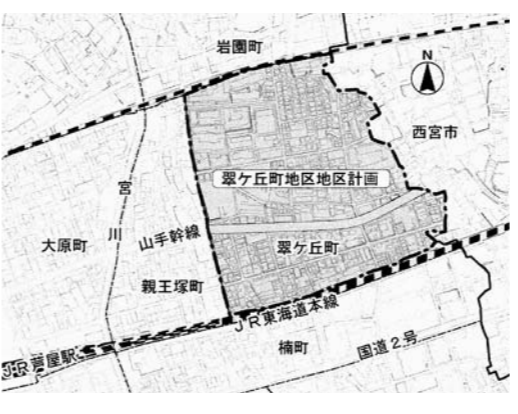 岩園町
N
西宮市
翠ケ丘町地区地区計画
宮川
大原町
山手幹線
翠ケ丘町
親王塚町
JR東海道本線
楠町
国道2号
JR芦屋駅